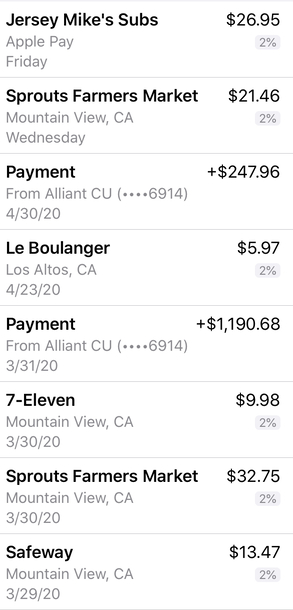 Jersey Mike's Subs $26.95
Apple Pay 2%
Friday
Sprouts Farmers Market $21.46
Mountain View, CA 2%
Wednesday
Payment +$247.96
From Alliant CU (••••6914)
4/30/20
Le Boulanger $5.97
Los Altos, CA 2%
4/23/20
Payment +$1,190.68
From Alliant CU (••••6914)
3/31/20
7-Eleven $9.98
Mountain View, CA 2%
3/30/20
Sprouts Farmers Market $32.75
Mountain View, CA 2%
3/30/20
Safeway $13.47
Mountain View, CA 2%
3/29/20